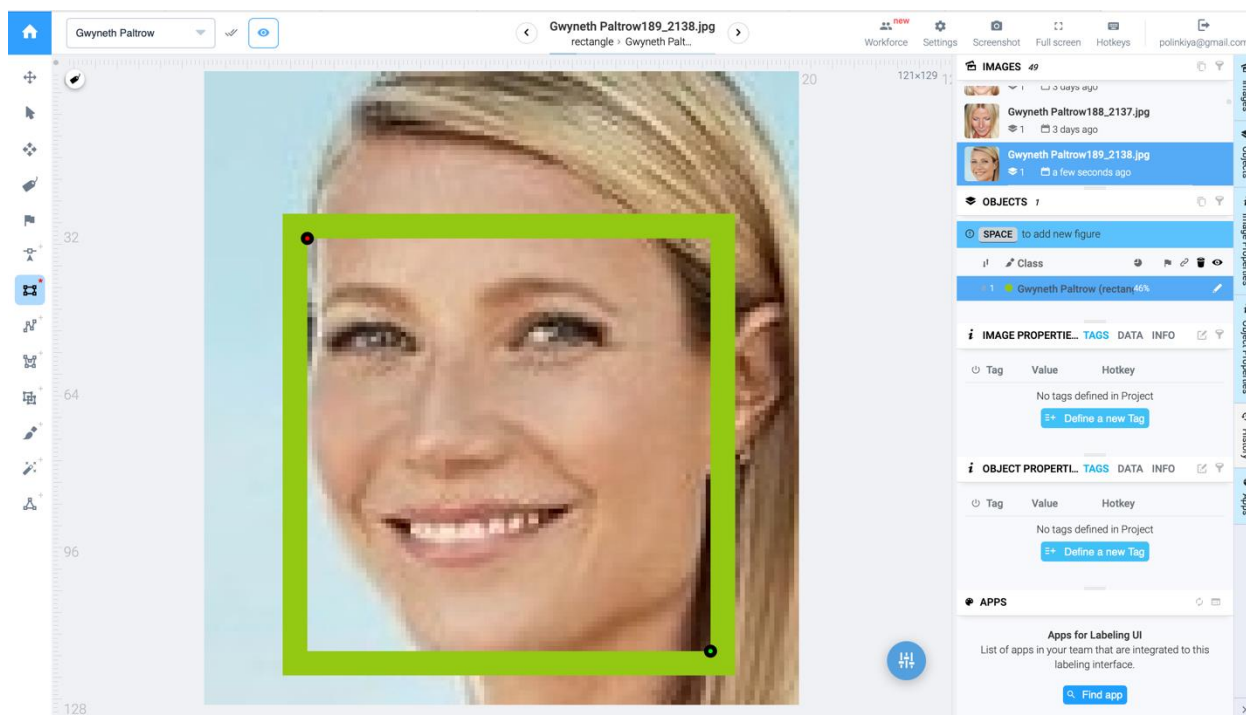 Gwyneth Paltrow
Gwyneth Paltrow189_2138.jpg
rectangle › Gwyneth Palt...
new
Workforce
Settings
Screenshot
Full screen
Hotkeys
polinkiya@gmail.com
20
121×129
32
64
96
128
IMAGES 49
1 3 days ago
Gwyneth Paltrow188_2137.jpg
1 3 days ago
Gwyneth Paltrow189_2138.jpg
1 a few seconds ago
OBJECTS 1
SPACE to add new figure
Class
1 Gwyneth Paltrow (rectang 46%
IMAGE PROPERTIE... TAGS DATA INFO
Tag Value Hotkey
No tags defined in Project
Define a new Tag
OBJECT PROPERTI... TAGS DATA INFO
Tag Value Hotkey
No tags defined in Project
Define a new Tag
APPS
Apps for Labeling UI
List of apps in your team that are integrated to this
labeling interface.
Find app
Images
Objects
Image Properties
Object Properties
History
Apps